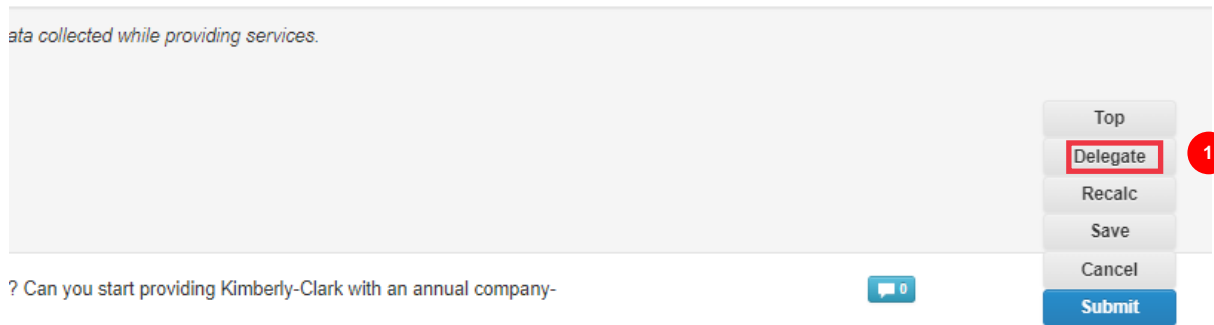 ata collected while providing services.
Top
Delegate
1
Recalc
Save
Cancel
? Can you start providing Kimberly-Clark with an annual company-
0
Submit